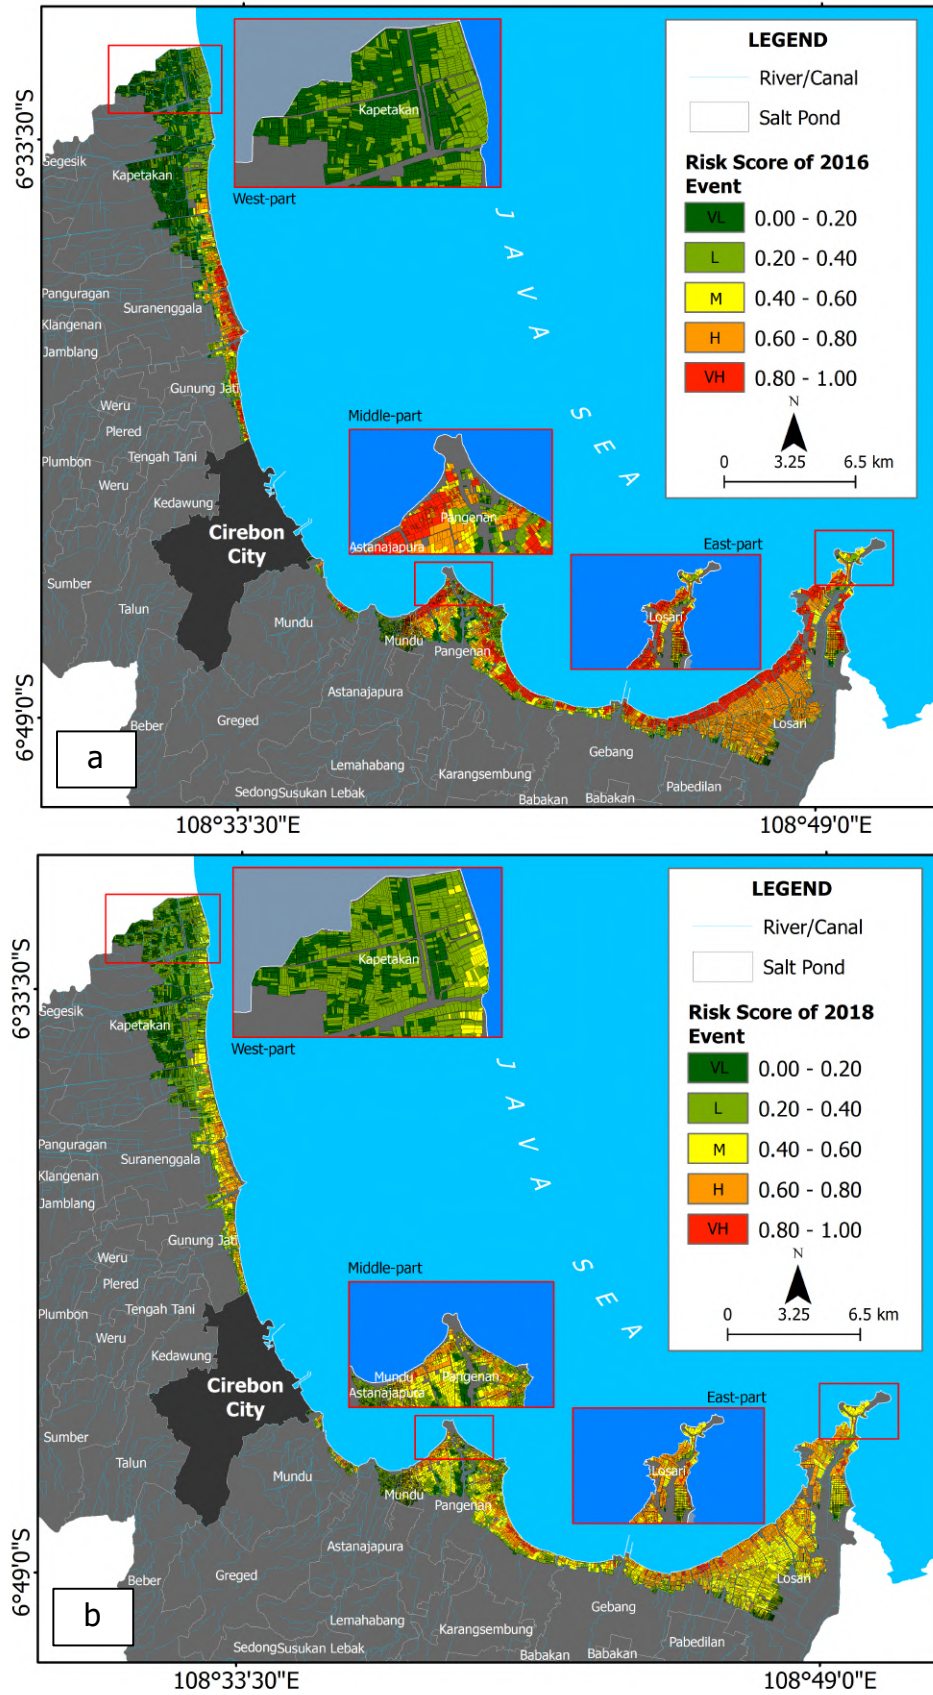 LEGEND
River/Canal
Salt Pond
Risk Score of 2016
Event
VL 0.00 - 0.20
L 0.20 - 0.40
M 0.40 - 0.60
H 0.60 - 0.80
VH 0.80 - 1.00
N
0 3.25 6.5 km
6°33'30"S
6°49'0"S
108°33'30"E
108°49'0"E
Kapetakan
West-part
Segesik
Kapetakan
JAVA SEA
Panguragan
Suranenggala
Klangenan
Jamblang
Gunung Jati
Weru
Plered
Plumbon
Tengah Tani
Weru
Kedawung
Cirebon
City
Middle-part
Pangenan
Astanajapura
East-part
Losari
Sumber
Talun
Mundu
Mundu
Pangenan
Astanajapura
Beber
Greged
Losari
Gebang
Lemahabang
Karangsembung
Pabedilan
Sedong
Susukan Lebak
Babakan
Babakan
a
LEGEND
River/Canal
Salt Pond
Risk Score of 2018
Event
VL 0.00 - 0.20
L 0.20 - 0.40
M 0.40 - 0.60
H 0.60 - 0.80
VH 0.80 - 1.00
N
0 3.25 6.5 km
6°33'30"S
6°49'0"S
108°33'30"E
108°49'0"E
Kapetakan
West-part
Segesik
Kapetakan
JAVA SEA
Panguragan
Suranenggala
Klangenan
Jamblang
Gunung Jati
Weru
Plered
Plumbon
Tengah Tani
Weru
Kedawung
Cirebon
City
Middle-part
Mundu
Pangenan
Astanajapura
East-part
Losari
Sumber
Talun
Mundu
Mundu
Pangenan
Astanajapura
Beber
Greged
Losari
Gebang
Lemahabang
Karangsembung
Pabedilan
Sedong
Susukan Lebak
Babakan
Babakan
b